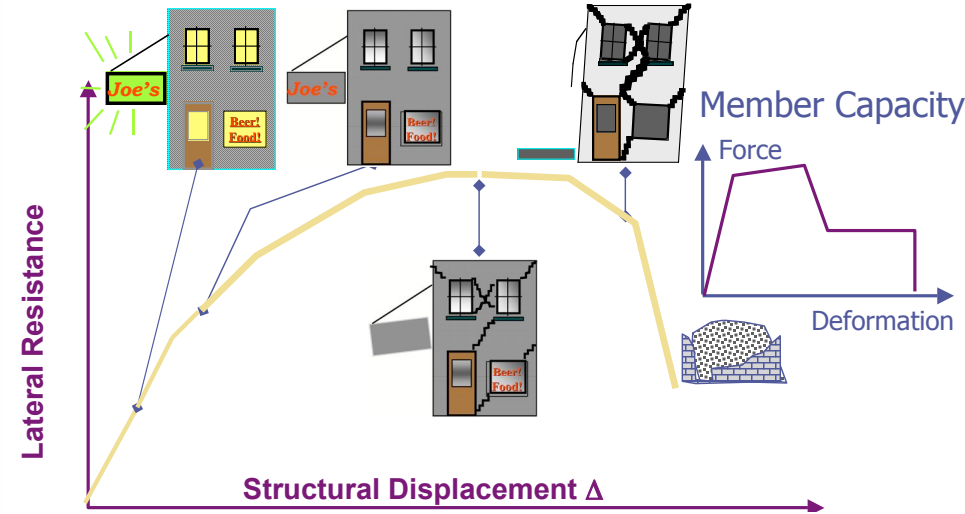 Joe's
Beer!
Food!
Joe's
Beer!
Food!
Member Capacity
Force
Deformation
Lateral Resistance
Beer!
Food!
Structural Displacement Δ